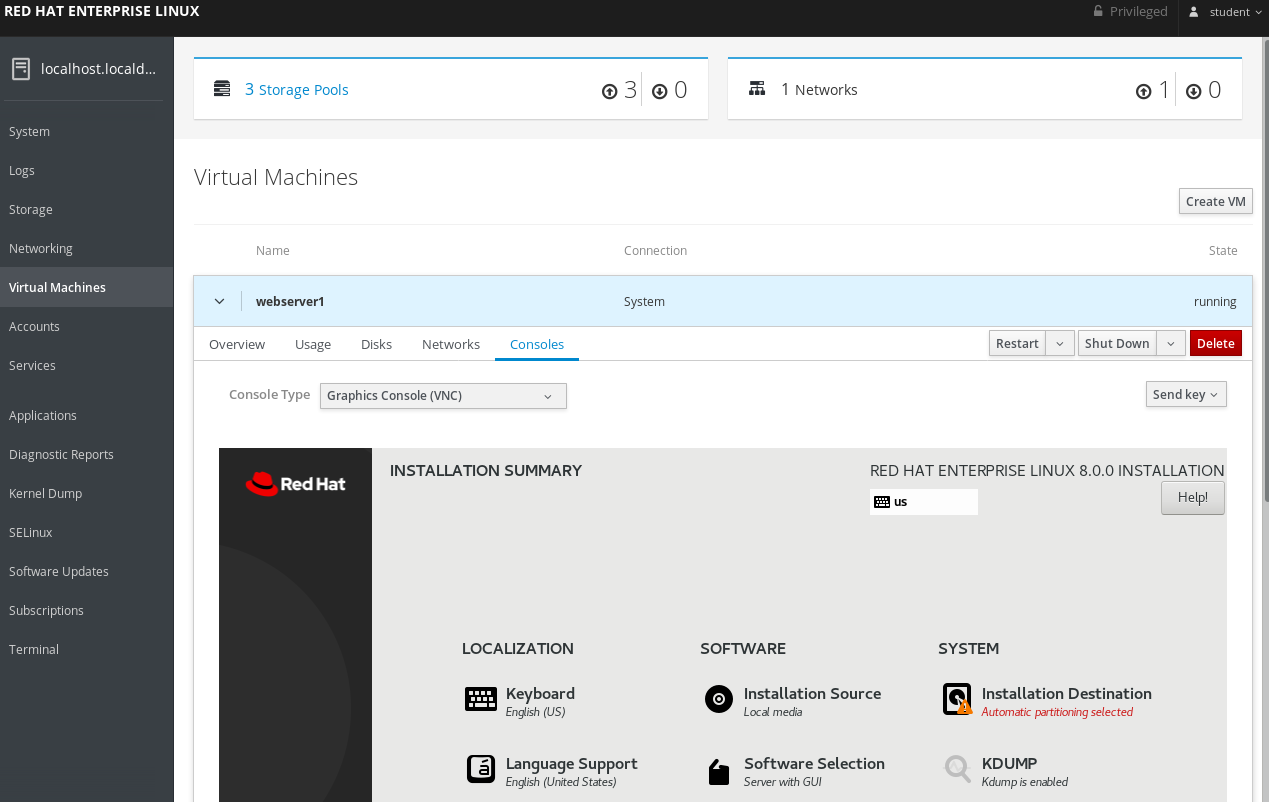 RED HAT ENTERPRISE LINUX
Privileged
student
localhost.locald...
System
Logs
Storage
Networking
Virtual Machines
Accounts
Services
Applications
Diagnostic Reports
Kernel Dump
SELinux
Software Updates
Subscriptions
Terminal
3 Storage Pools
3
0
1 Networks
1
0
Virtual Machines
Create VM
Name Connection State
webserver1 System running
Overview Usage Disks Networks Consoles
Restart Shut Down Delete
Console Type Graphics Console (VNC) Send key
Red Hat
INSTALLATION SUMMARY
RED HAT ENTERPRISE LINUX 8.0.0 INSTALLATION
us
Help!
LOCALIZATION
Keyboard
English (US)
Language Support
English (United States)
SOFTWARE
Installation Source
Local media
Software Selection
Server with GUI
SYSTEM
Installation Destination
Automatic partitioning selected
KDUMP
Kdump is enabled